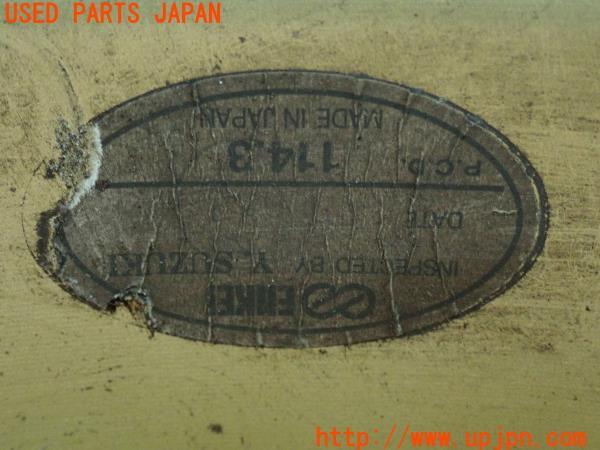 USED PARTS JAPAN
ENKEI
INSPECTED BY Y. SUZUKI
DATE
P.C.D. 114.3
MADE IN JAPAN
http://www.upjpn.com